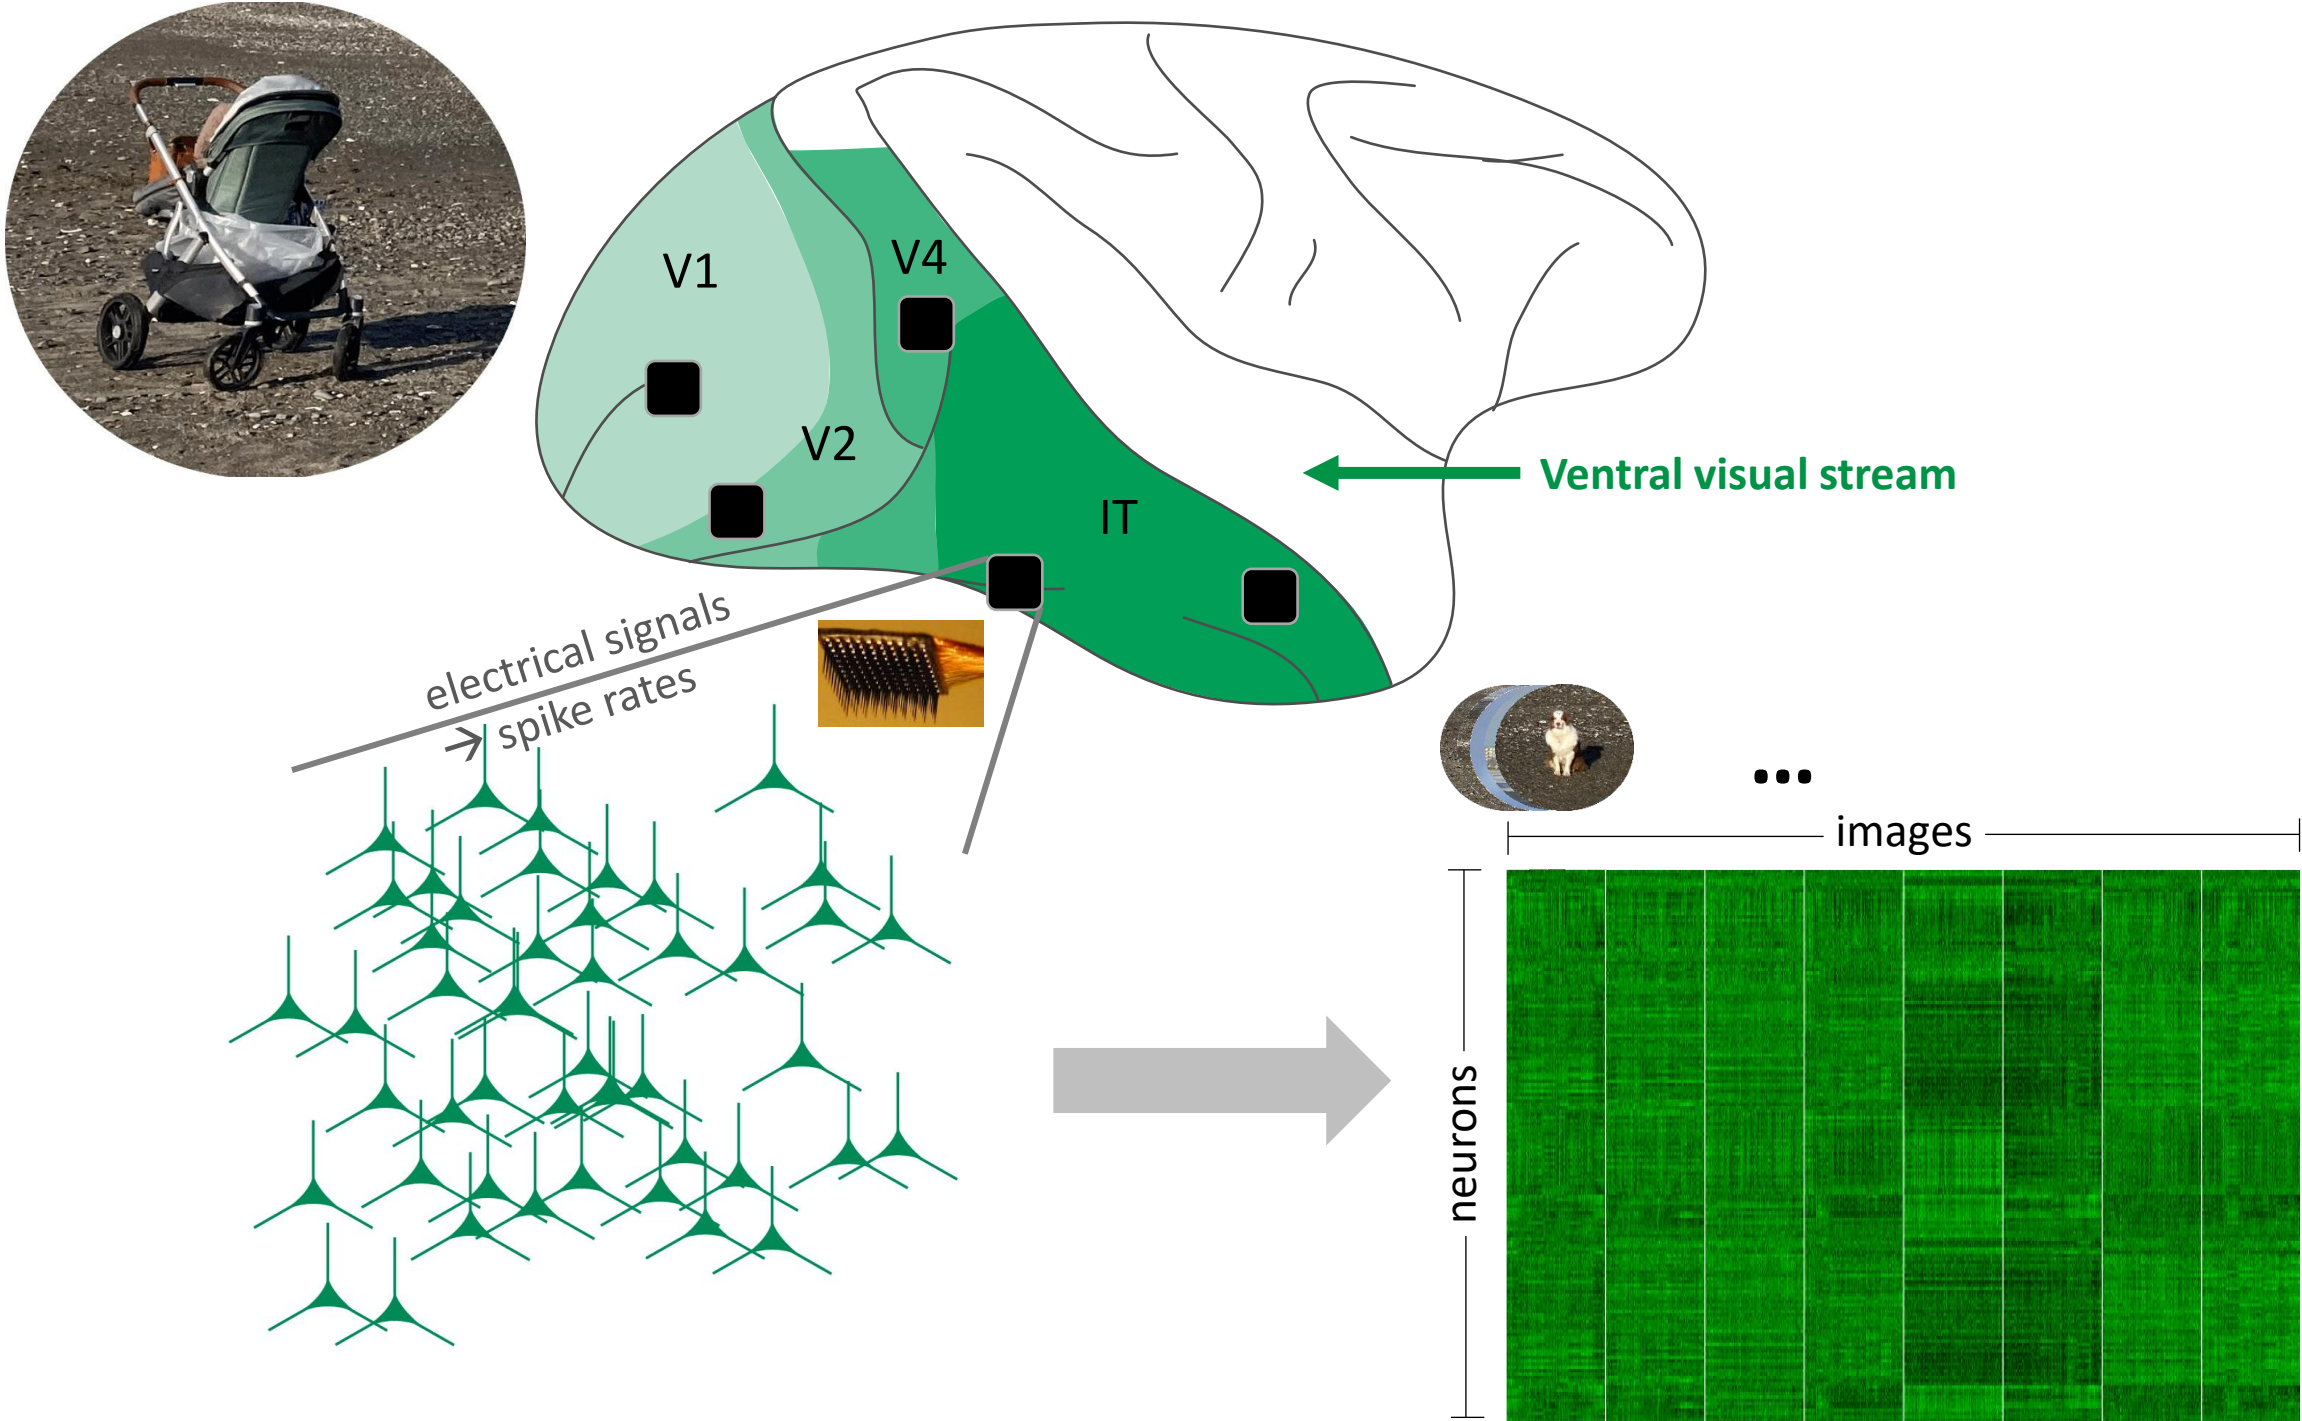 V1
V4
V2
IT
Ventral visual stream
electrical signals
→ spike rates
...
images
neurons